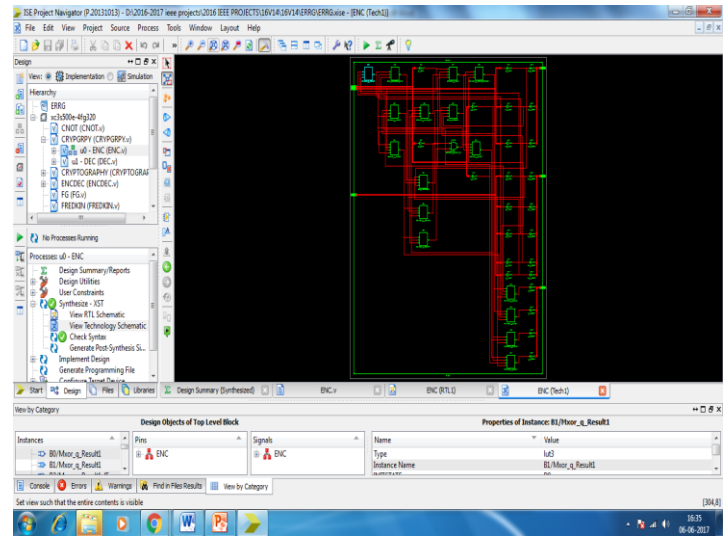 ISE Project Navigator (P.20131013) - D:\2016-2017 ieee projects\2016 IEEE PROJECTS\16V14\16V14\ERRG\ERRG.xise - [ENC (Tech1)]
File Edit View Project Source Process Tools Window Layout Help
Design
View: Implementation Simulation
Hierarchy
ERRG
xc3s500e-4fg320
CNOT (CNOT.v)
CRYPGRPY (CRYPGRPY.v)
u0 - ENC (ENC.v)
u1 - DEC (DEC.v)
CRYPTOGRAPHY (CRYPTOGRAF
ENCDEC (ENCDEC.v)
FG (FG.v)
FREDKIN (FREDKIN.v)
No Processes Running
Processes: u0 - ENC
Design Summary/Reports
Design Utilities
User Constraints
Synthesize - XST
View RTL Schematic
View Technology Schematic
Check Syntax
Generate Post-Synthesis Si...
Implement Design
Generate Programming File
Configure Target Device
Start Design Files Libraries Design Summary (Synthesized) ENC.v ENC (RTL1) ENC (Tech1)
View by Category
Design Objects of Top Level Block Properties of Instance: B1/Mxor_q_Result1
Instances Pins Signals Name Value
B0/Mxor_q_Result1 ENC ENC Type lut3
B1/Mxor_q_Result1 Instance Name B1/Mxor_q_Result1
Console Errors Warnings Find in Files Results View by Category
Set view such that the entire contents is visible [304,8]
16:35
06-06-2017